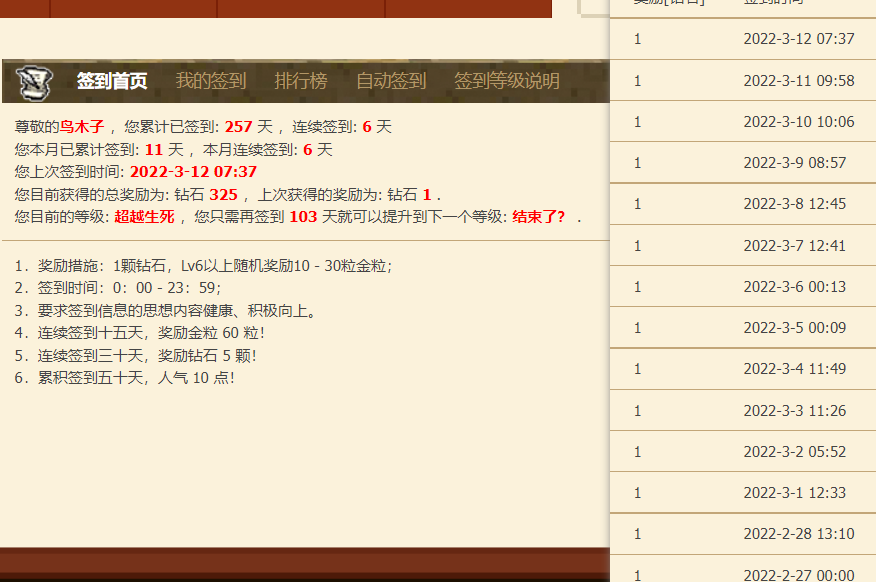 签到首页 我的签到 排行榜 自动签到 签到等级说明
尊敬的鸟木子 ，您累计已签到: 257 天 ，连续签到: 6 天
您本月已累计签到: 11 天 ，本月连续签到: 6 天
您上次签到时间: 2022-3-12 07:37
您目前获得的总奖励为: 钻石 325 ，上次获得的奖励为: 钻石 1 .
您目前的等级: 超越生死 ，您只需再签到 103 天就可以提升到下一个等级: 结束了? .
1. 奖励措施：1颗钻石，Lv6以上随机奖励10 - 30粒金粒；
2. 签到时间：0：00 - 23：59；
3. 要求签到信息的思想内容健康、积极向上。
4. 连续签到十五天，奖励金粒 60 粒！
5. 连续签到三十天，奖励钻石 5 颗！
6. 累积签到五十天，人气 10 点！
奖励[钻石] 签到时间
1 2022-3-12 07:37
1 2022-3-11 09:58
1 2022-3-10 10:06
1 2022-3-9 08:57
1 2022-3-8 12:45
1 2022-3-7 12:41
1 2022-3-6 00:13
1 2022-3-5 00:09
1 2022-3-4 11:49
1 2022-3-3 11:26
1 2022-3-2 05:52
1 2022-3-1 12:33
1 2022-2-28 13:10
1 2022-2-27 00:00